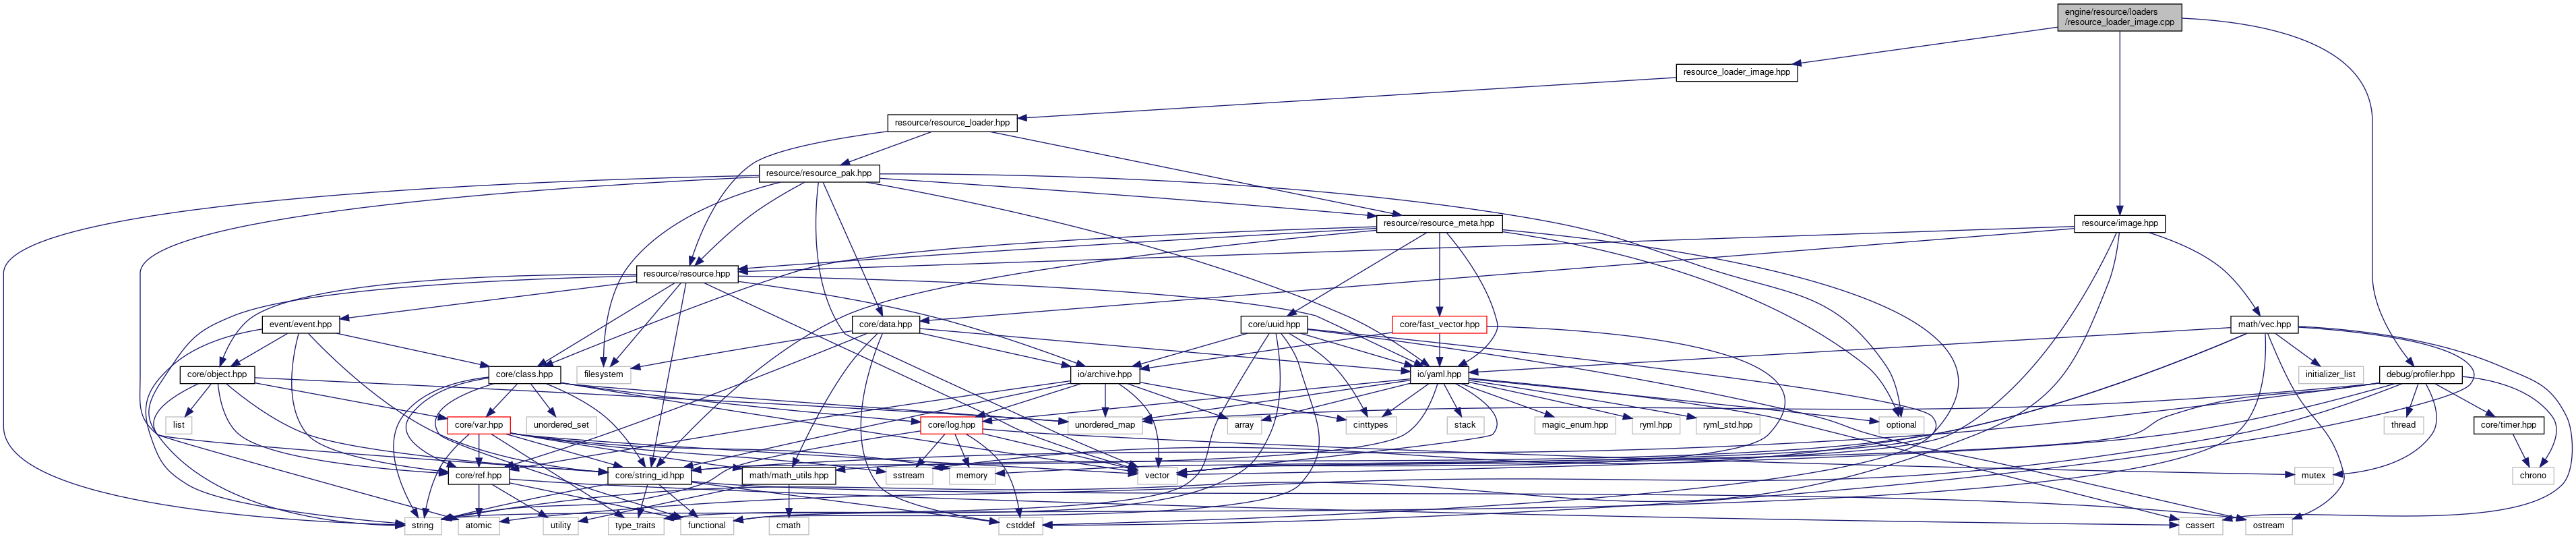 engine/resource/loaders
/resource_loader_image.cpp
resource_loader_image.hpp
resource/resource_loader.hpp
resource/resource_pak.hpp
resource/resource_meta.hpp
resource/image.hpp
resource/resource.hpp
event/event.hpp
core/data.hpp
core/uuid.hpp
core/fast_vector.hpp
math/vec.hpp
core/object.hpp
core/class.hpp
filesystem
io/archive.hpp
io/yaml.hpp
initializer_list
debug/profiler.hpp
list
core/var.hpp
unordered_set
core/log.hpp
unordered_map
array
cinttypes
stack
magic_enum.hpp
ryml.hpp
ryml_std.hpp
optional
thread
core/timer.hpp
core/ref.hpp
core/string_id.hpp
math/math_utils.hpp
sstream
memory
vector
mutex
chrono
string
atomic
utility
type_traits
functional
cmath
cstddef
cassert
ostream